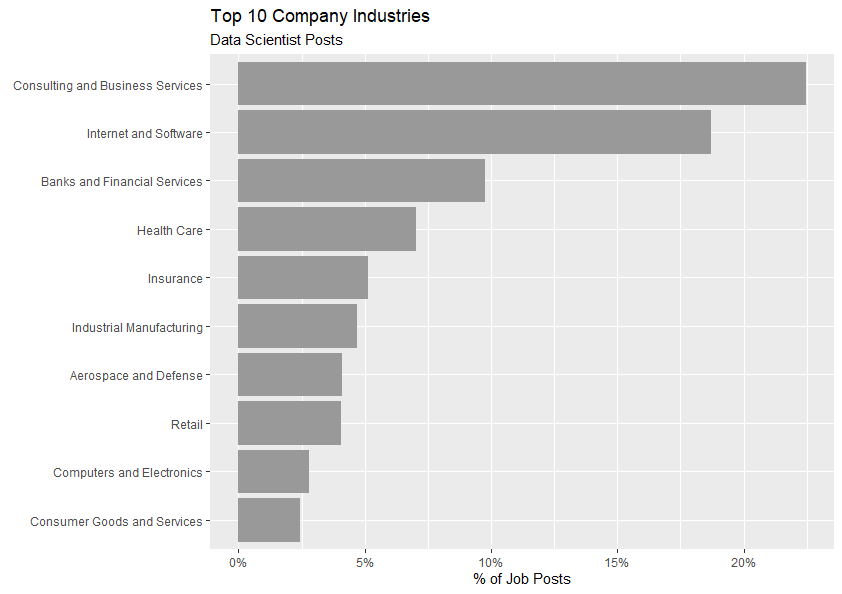 Top 10 Company Industries
Data Scientist Posts
Consulting and Business Services
Internet and Software
Banks and Financial Services
Health Care
Insurance
Industrial Manufacturing
Aerospace and Defense
Retail
Computers and Electronics
Consumer Goods and Services
0% 5% 10% 15% 20%
% of Job Posts